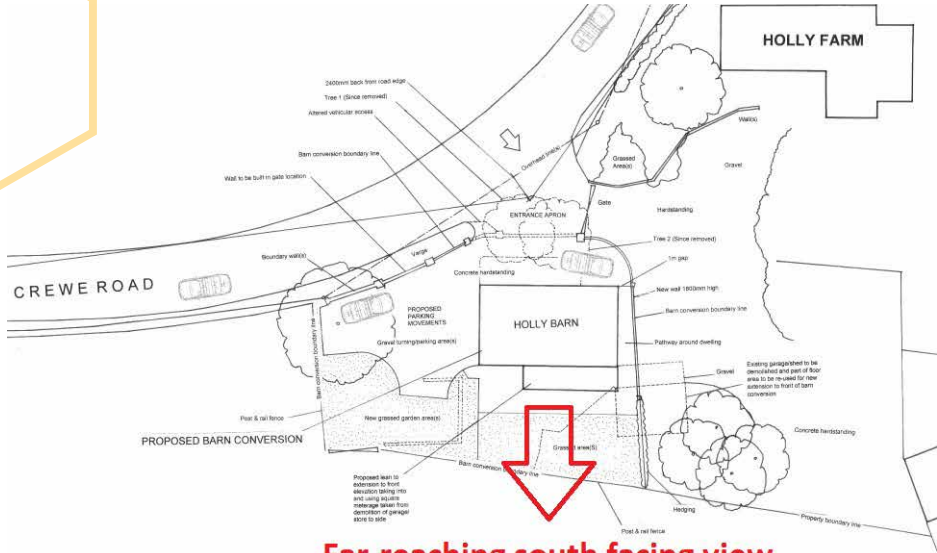 HOLLY FARM
2400mm back from road edge
Tree 1 (Since removed)
Altered vehicular access
Overhead line(s)
Wall(s)
Barn conversion boundary line
Grassed
Area(s)
Gravel
Wall to be built in gate location
Gate
ENTRANCE APRON
Hardstanding
Verge
Tree 2 (Since removed)
Boundary wall(s)
Concrete hardstanding
1m gap
CREWE ROAD
New wall 1800mm high
PROPOSED
PARKING
MOVEMENTS
HOLLY BARN
Barn conversion boundary line
Gravel turning/parking area(s)
Pathway around dwelling
Barn conversion boundary line
Gravel
Existing garage/shed to be
demolished and part of floor
area to be re-used for new
extension to front of barn
conversion
Post & rail fence
New grassed garden area(s)
Concrete hardstanding
PROPOSED BARN CONVERSION
Grassed area(S)
Barn conversion boundary line
Proposed lean to
extension to front
elevation taking into
and using square
meterage taken from
demolition of garage/
store to side
Hedging
Property boundary line
Post & rail fence
Far-reaching south facing view